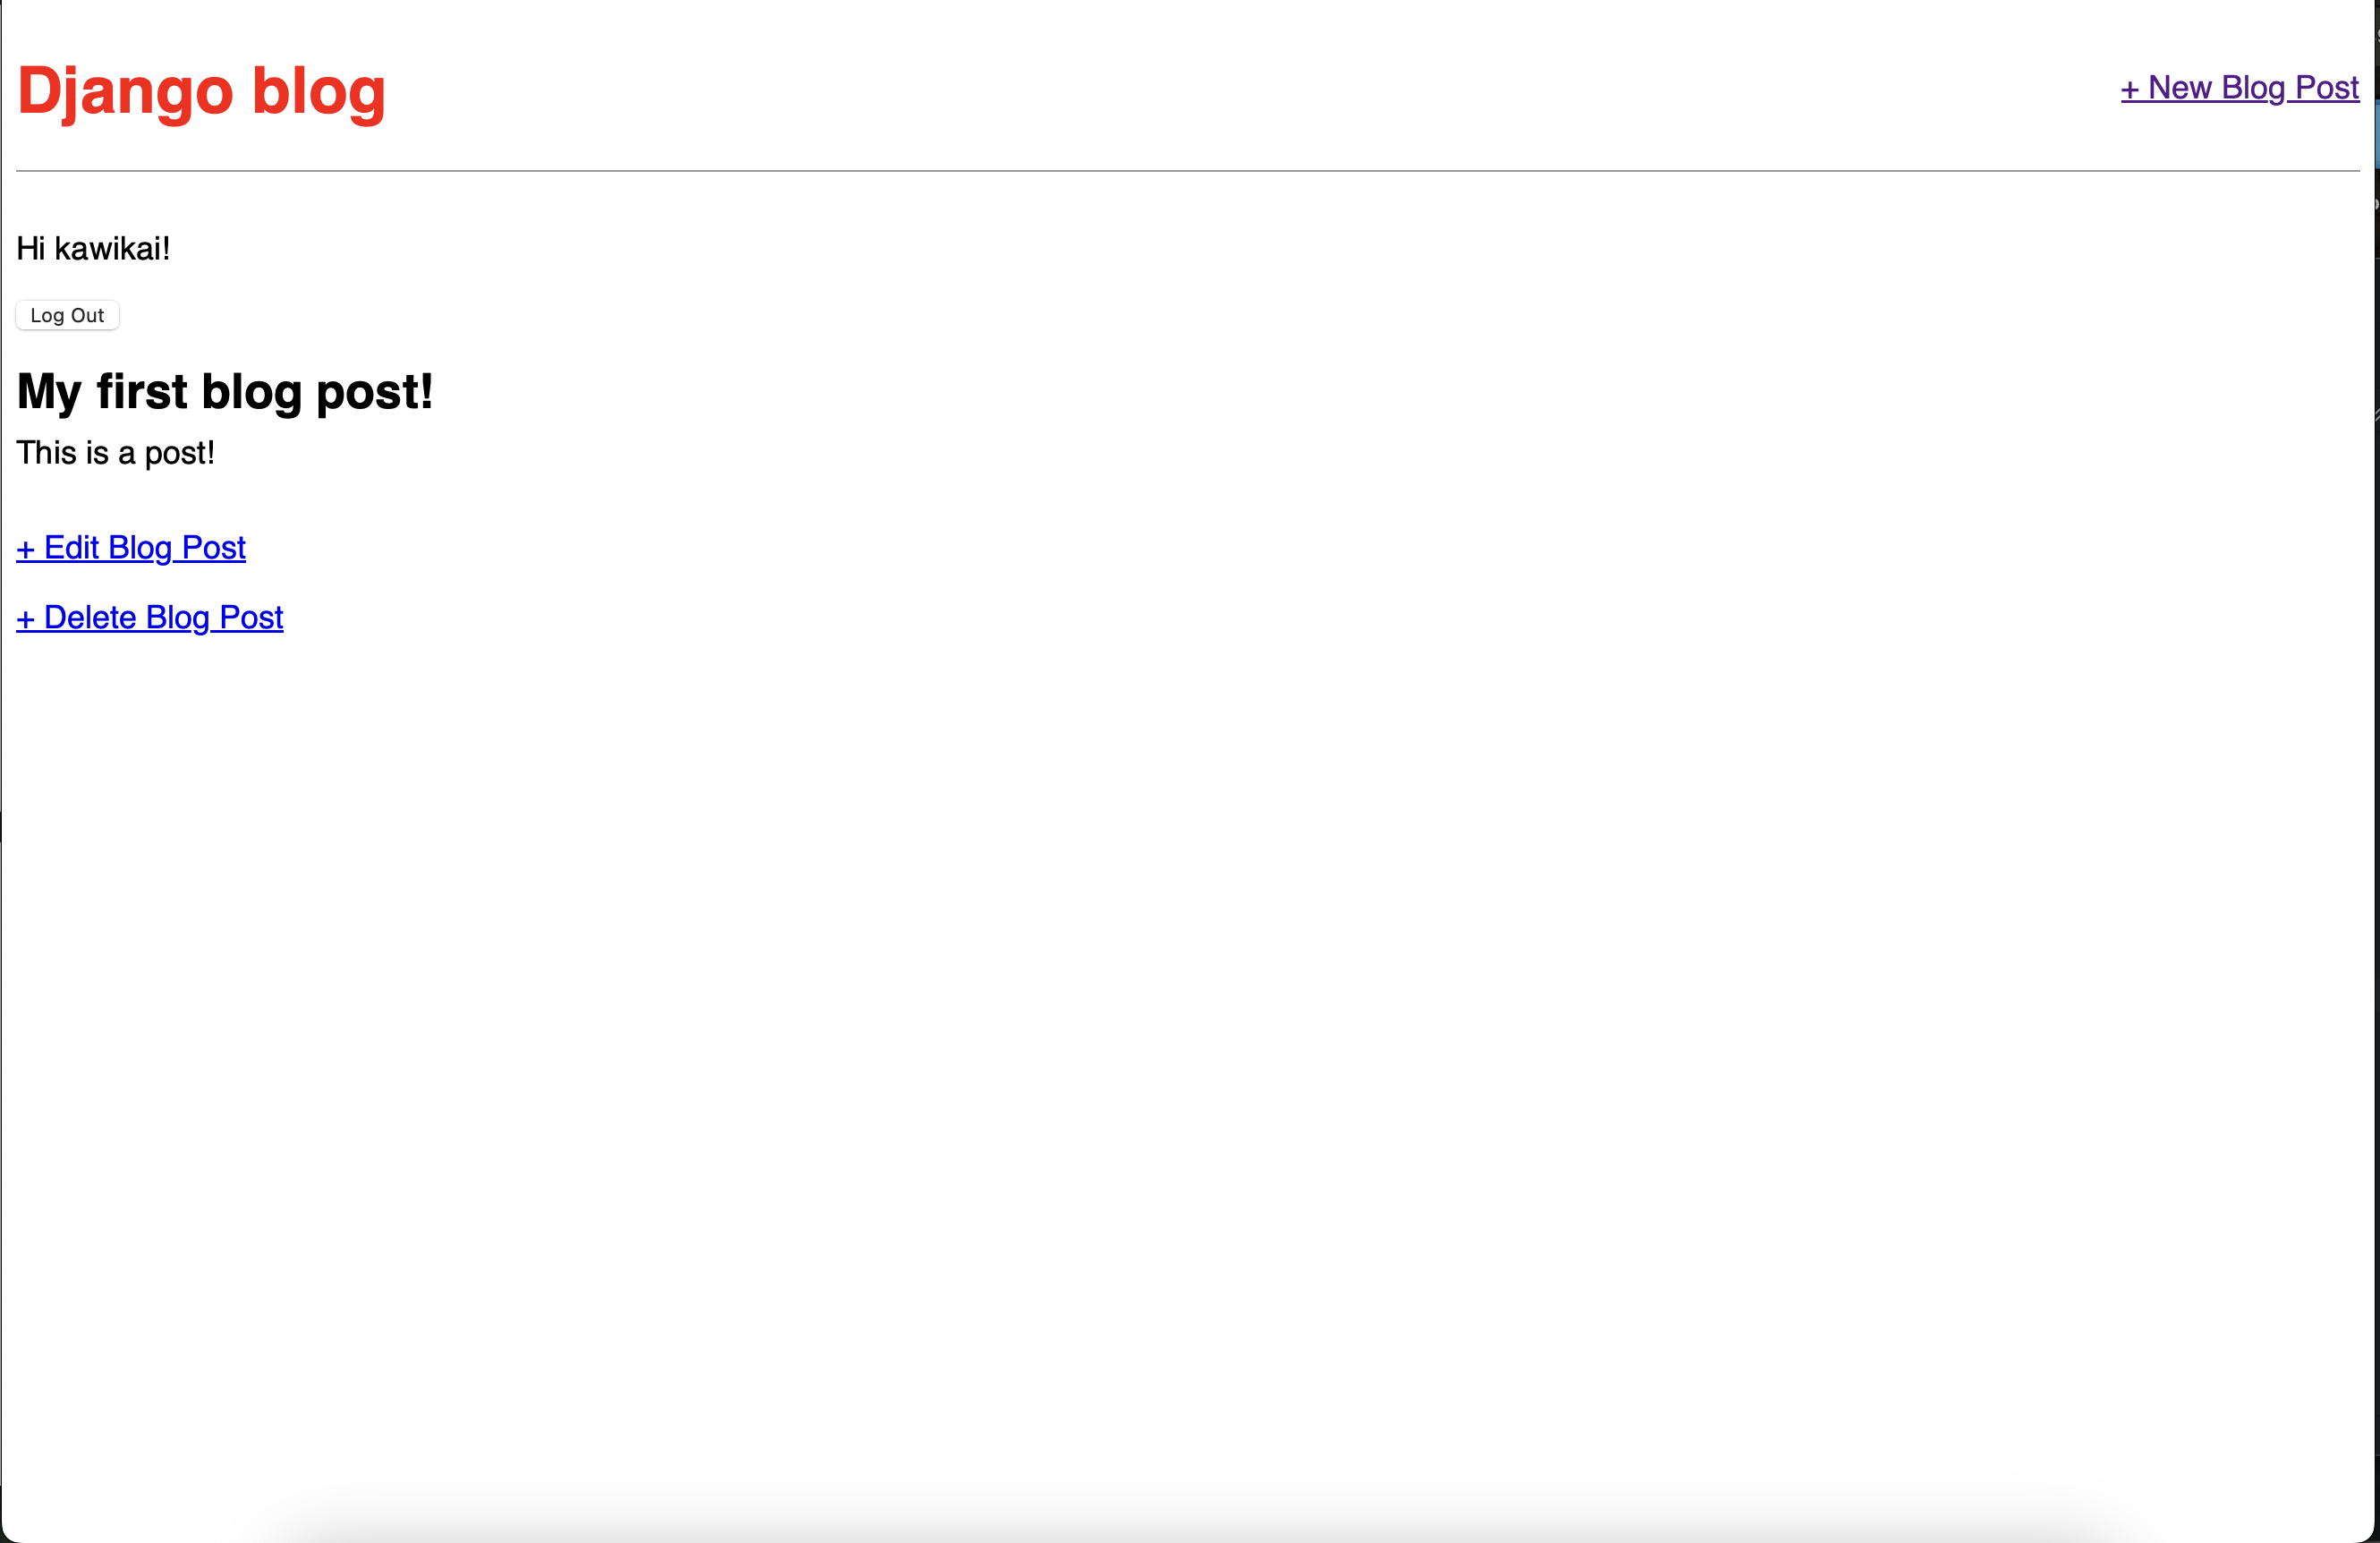 Django blog
+ New Blog Post
Hi kawikai!
Log Out
My first blog post!
This is a post!
+ Edit Blog Post
+ Delete Blog Post